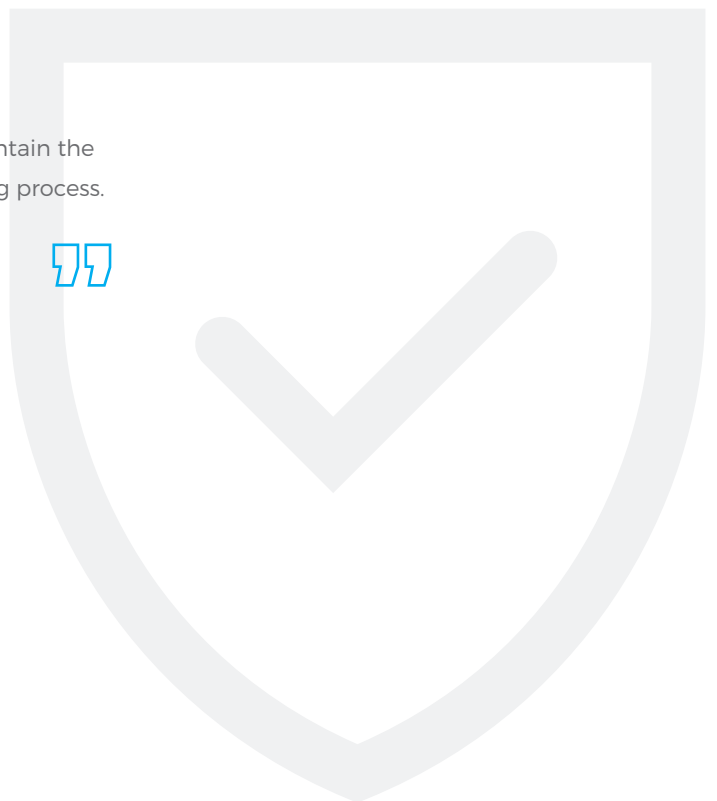 ntain the
g process.